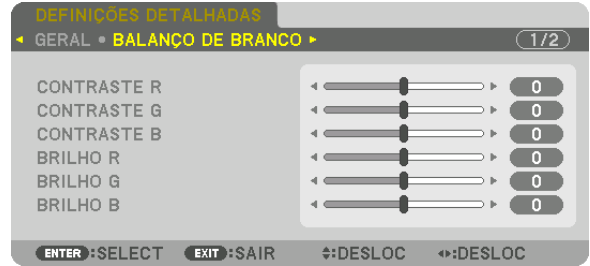 DEFINIÇÕES DETALHADAS
GERAL • BALANÇO DE BRANCO 1/2
CONTRASTE R 0
CONTRASTE G 0
CONTRASTE B 0
BRILHO R 0
BRILHO G 0
BRILHO B 0
ENTER :SELECT EXIT :SAIR :DESLOC :DESLOC